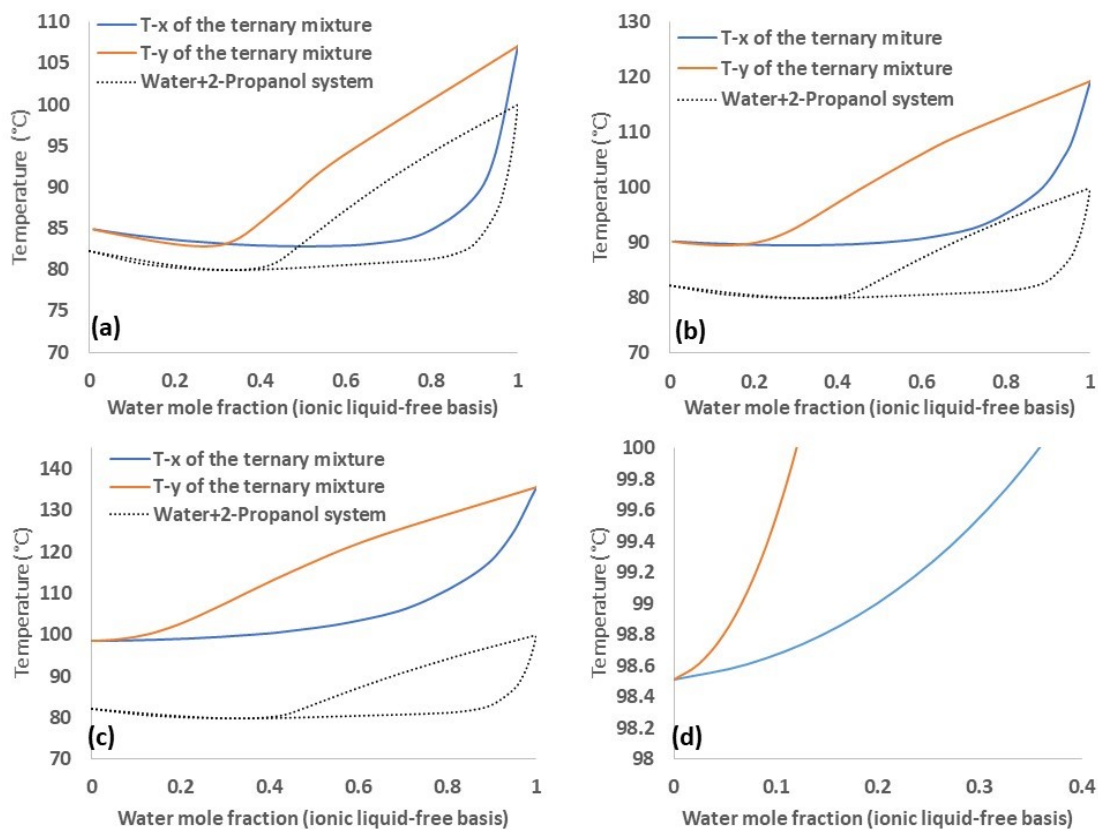 110
105
100
95
90
85
80
75
70
Temperature (°C)
T-x of the ternary mixture
T-y of the ternary mixture
Water+2-Propanol system
(a)
0 0.2 0.4 0.6 0.8 1
Water mole fraction (ionic liquid-free basis)
130
120
110
100
90
80
70
Temperature (°C)
T-x of the ternary miture
T-y of the ternary mixture
Water+2-Propanol system
(b)
0 0.2 0.4 0.6 0.8 1
Water mole fraction (ionic liquid-free basis)
140
130
120
110
100
90
80
70
Temperature (°C)
T-x of the ternary mixture
T-y of the ternary mixture
Water+2-Propanol system
(c)
0 0.2 0.4 0.6 0.8 1
Water mole fraction (ionic liquid-free basis)
100
99.8
99.6
99.4
99.2
99
98.8
98.6
98.4
98.2
98
Temperature (°C)
(d)
0 0.1 0.2 0.3 0.4
Water mole fraction (ionic liquid-free basis)